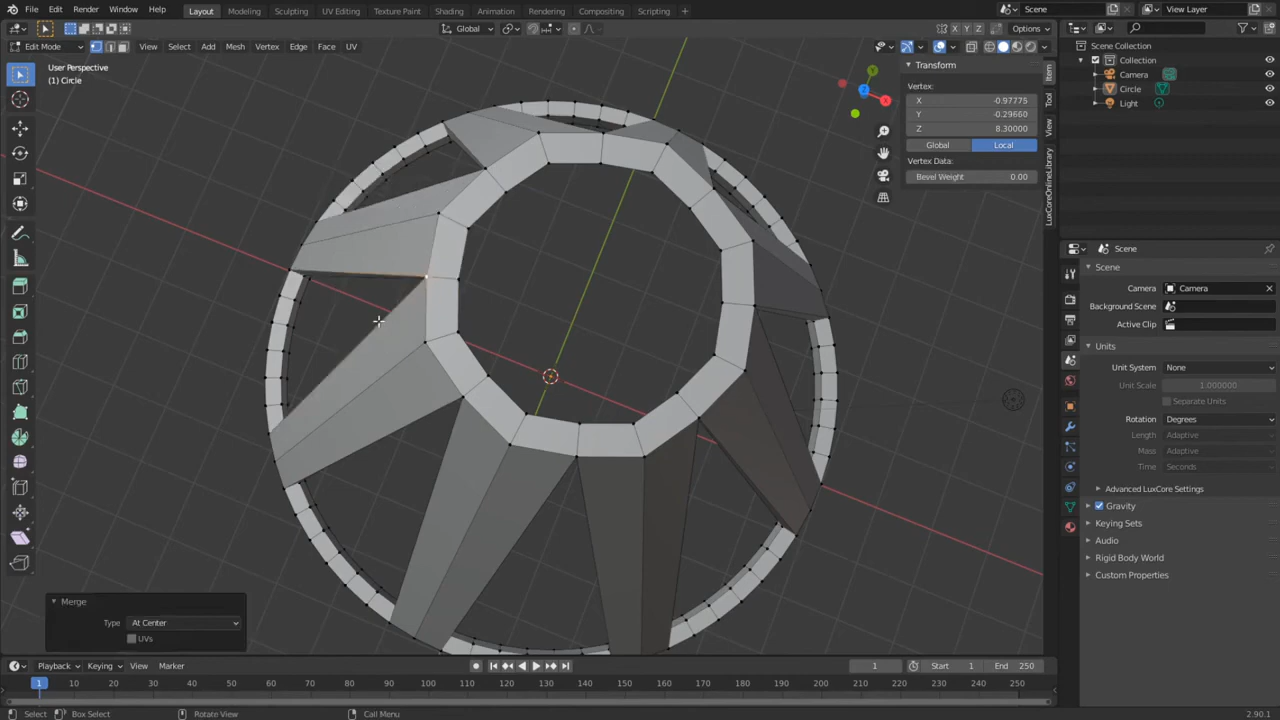 File Edit Render Window Help Layout Modeling Sculpting UV Editing Texture Paint Shading Animation Rendering Compositing Scripting + Scene View Layer
Global Options
Edit Mode View Select Add Mesh Vertex Edge Face UV
User Perspective
(1) Circle
Transform
Vertex:
X -0.97775
Y -0.29660
Z 8.30000
Global Local
Vertex Data:
Bevel Weight 0.00
Item
Tool
View
LuxCoreOnlineLibrary
X Y Z
Y
X
Z
Scene Collection
Collection
Camera
Circle
Light
Scene
Scene
Camera Camera
Background Scene
Active Clip
Units
Unit System None
Unit Scale 1.000000
Separate Units
Rotation Degrees
Length Adaptive
Mass Adaptive
Time Seconds
Advanced LuxCore Settings
Gravity
Keying Sets
Audio
Rigid Body World
Custom Properties
Merge
Type At Center
UVs
Playback Keying View Marker 1 Start 1 End 250
1 10 20 30 40 50 60 70 80 90 100 110 120 130 140 150 160 170 180 190 200 210 220 230 240 250
Select Box Select Rotate View Call Menu 2.90.1